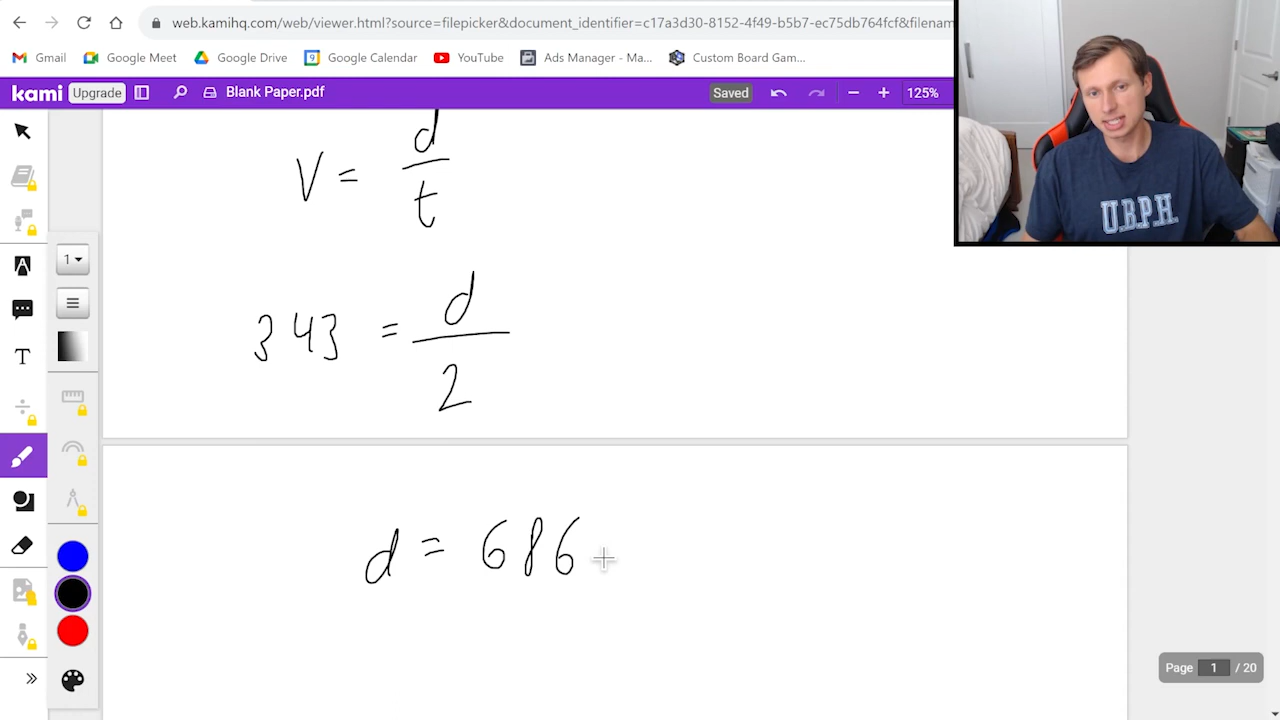 web.kamihq.com/web/viewer.html?source=filepicker&document_identifier=c17a3d30-8152-4f49-b5b7-ec75db764fcf&filenam
Gmail Google Meet Google Drive Google Calendar YouTube Ads Manager - Ma... Custom Board Gam...
kami Upgrade Blank Paper.pdf Saved 125%
U.B.P.H.
V = d/t
1
343 = d/2
T
d = 686
Page 1 / 20